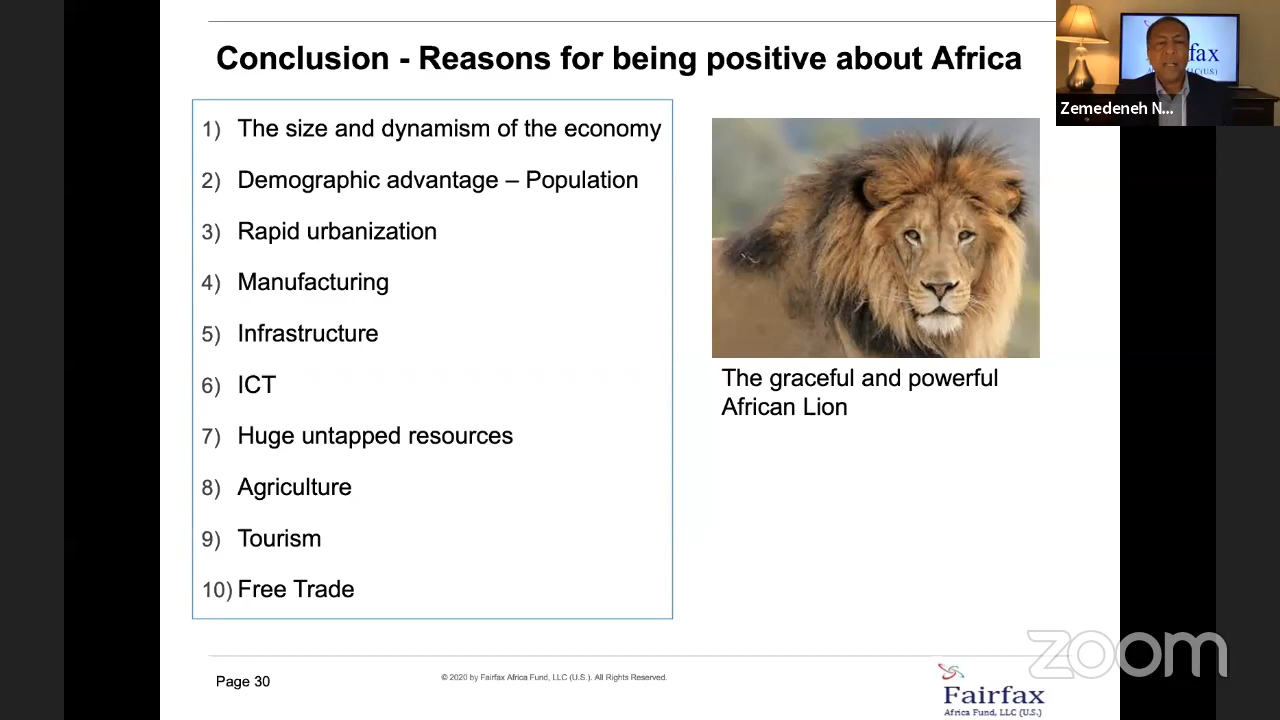 Conclusion - Reasons for being positive about Africa
1) The size and dynamism of the economy
2) Demographic advantage – Population
3) Rapid urbanization
4) Manufacturing
5) Infrastructure
6) ICT
7) Huge untapped resources
8) Agriculture
9) Tourism
10) Free Trade
The graceful and powerful
African Lion
Zemedeneh N...
Page 30
© 2020 by Fairfax Africa Fund, LLC (U.S.). All Rights Reserved.
Fairfax
Africa Fund, LLC (U.S.)
zoom